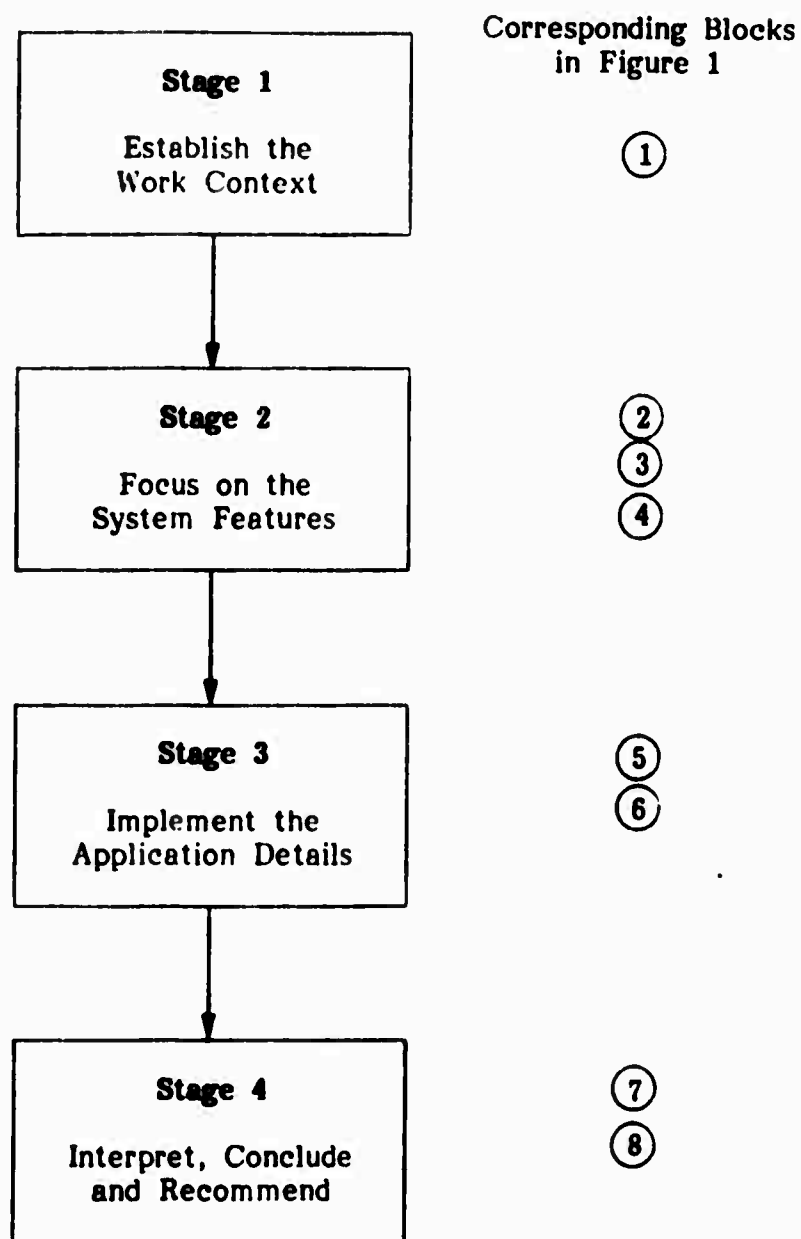 Corresponding Blocks
in Figure 1
Stage 1
Establish the
Work Context
1
Stage 2
Focus on the
System Features
2
3
4
Stage 3
Implement the
Application Details
5
6
Stage 4
Interpret, Conclude
and Recommend
7
8